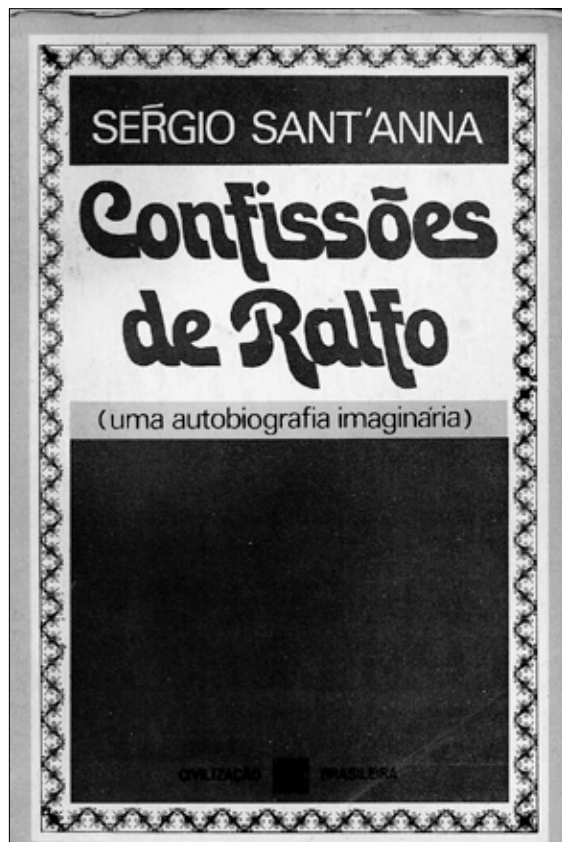 SÉRGIO SANT'ANNA
Confissões
de Ralfo
(uma autobiografia imaginária)
CIVILIZAÇÃO BRASILEIRA